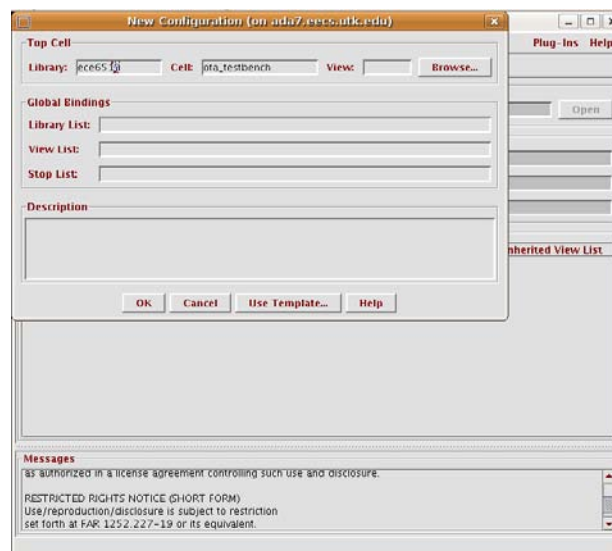 New Configuration (on ada7.eecs.utk.edu)
Top Cell
Library: Cell: ota_testbench View: Browse...
Plug-Ins Help
Global Bindings
Library List:
Open
View List:
Stop List:
Description
nherited View List
OK Cancel Use Template... Help
Messages
as authorized in a license agreement controlling such use and disclosure.
RESTRICTED RIGHTS NOTICE (SHORT FORM)
Use/reproduction/disclosure is subject to restriction
set forth at FAR 1252.227-19 or its equivalent.